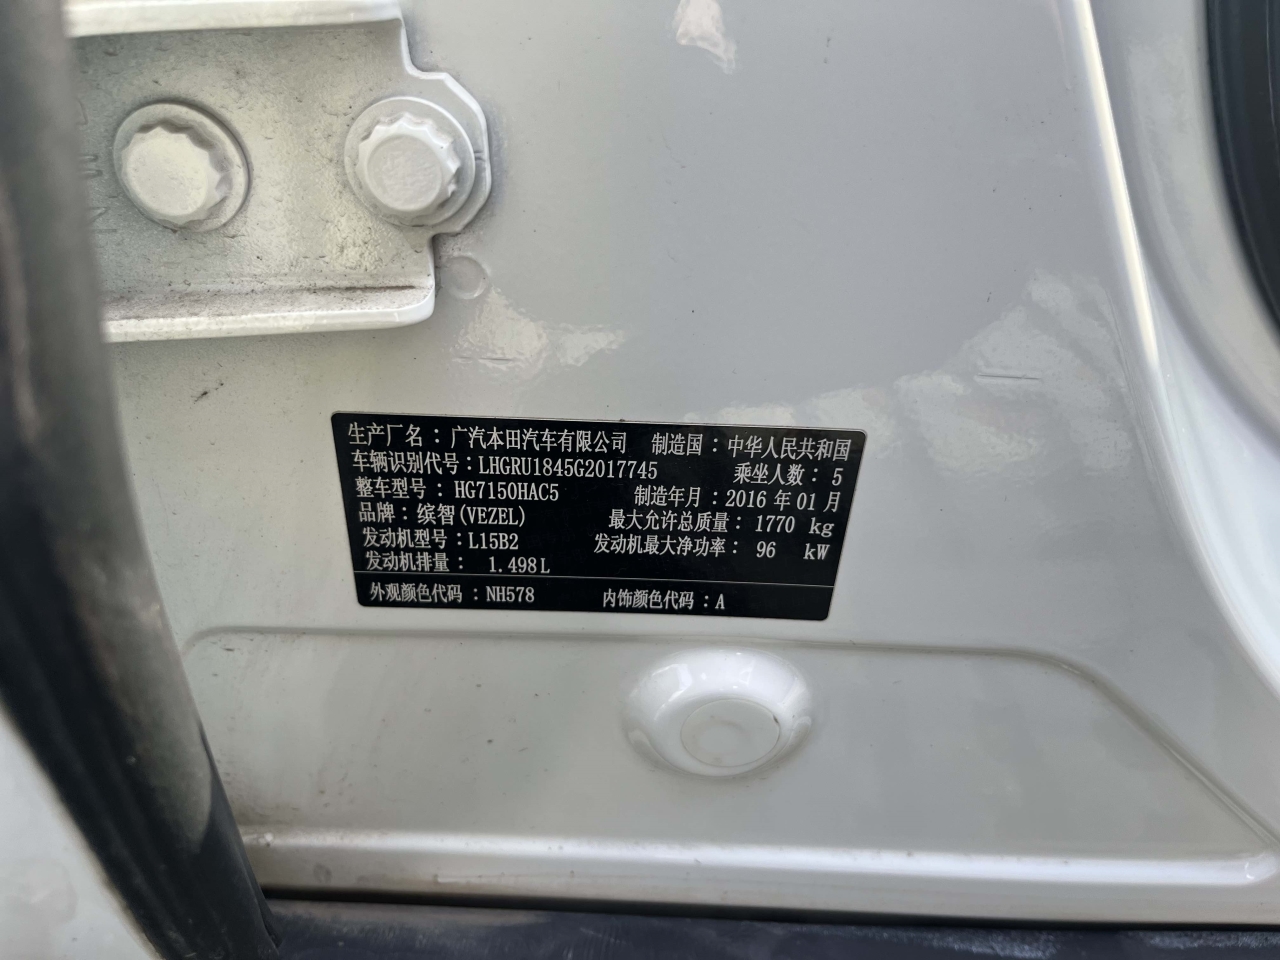 生产厂名：广汽本田汽车有限公司 制造国：中华人民共和国
车辆识别代号：LHGRU1845G2017745 乘坐人数：5
整车型号：HG7150HAC5 制造年月：2016 年 01 月
品牌：缤智(VEZEL) 最大允许总质量：1770 kg
发动机型号：L15B2 发动机最大净功率：96 kW
发动机排量：1.498L
外观颜色代码：NH578 内饰颜色代码：A